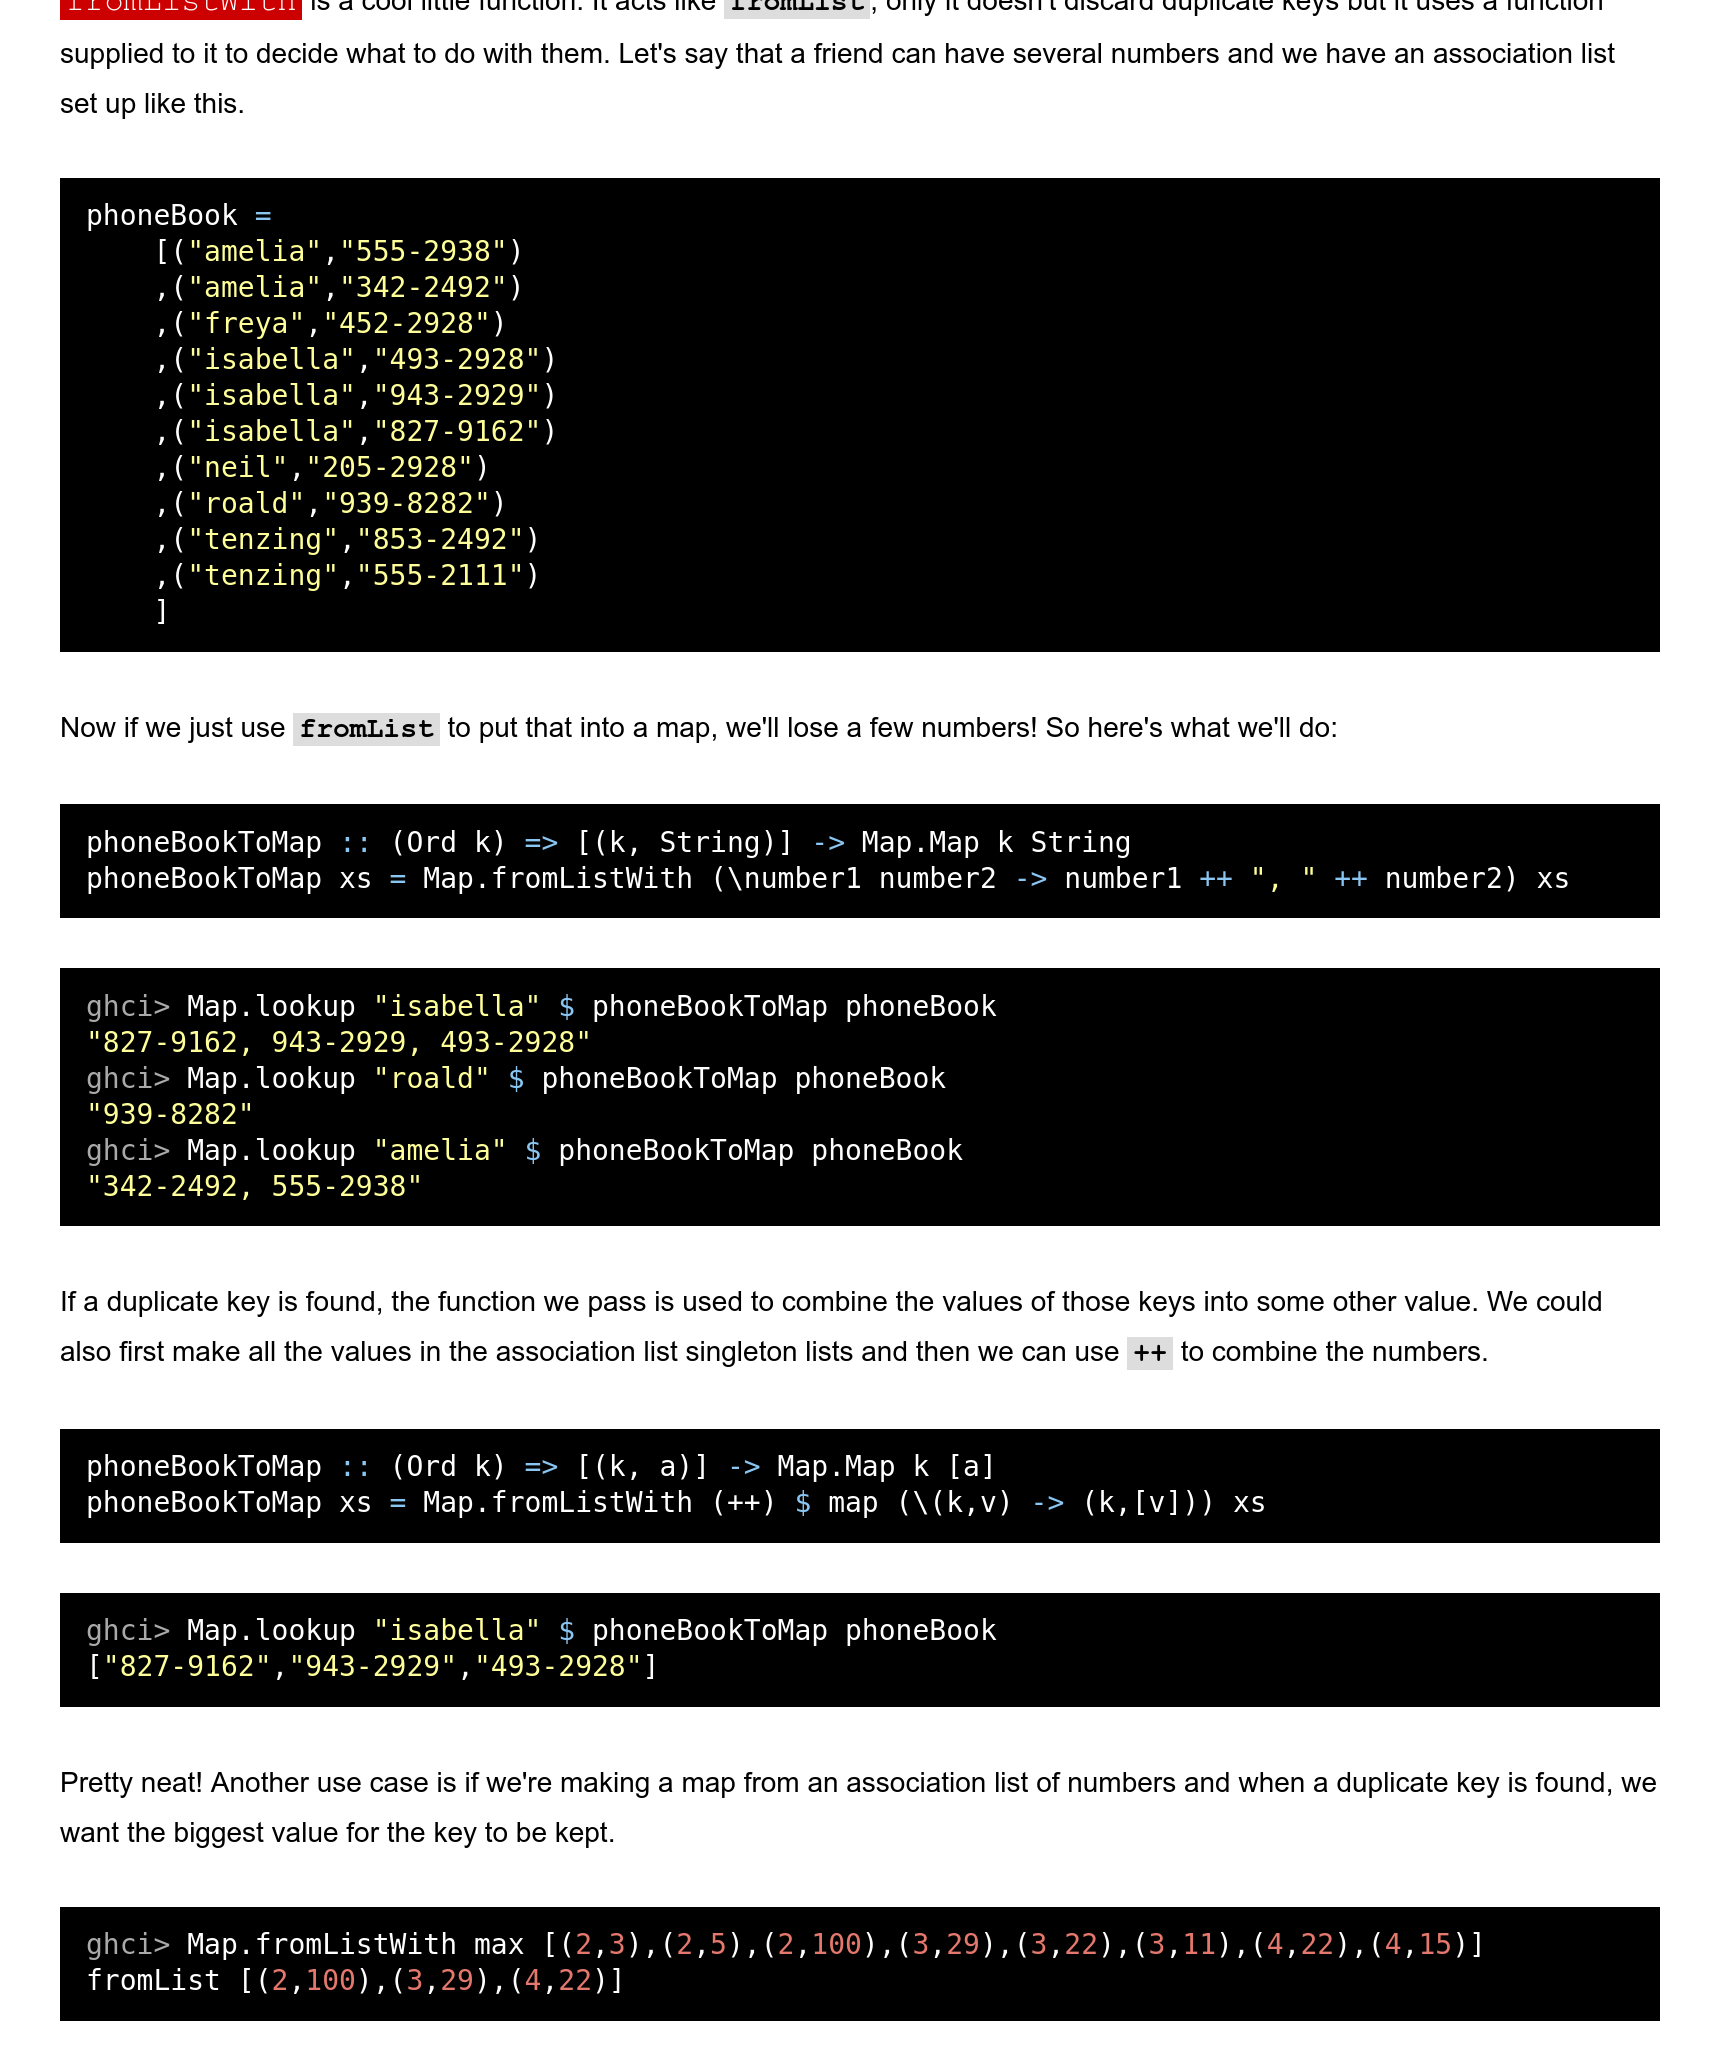 fromListWith is a cool little function. It acts like fromList, only it doesn't discard duplicate keys but it uses a function
supplied to it to decide what to do with them. Let's say that a friend can have several numbers and we have an association list
set up like this.
phoneBook =
    [("amelia","555-2938")
    ,("amelia","342-2492")
    ,("freya","452-2928")
    ,("isabella","493-2928")
    ,("isabella","943-2929")
    ,("isabella","827-9162")
    ,("neil","205-2928")
    ,("roald","939-8282")
    ,("tenzing","853-2492")
    ,("tenzing","555-2111")
    ]
Now if we just use fromList to put that into a map, we'll lose a few numbers! So here's what we'll do:
phoneBookToMap :: (Ord k) => [(k, String)] -> Map.Map k String
phoneBookToMap xs = Map.fromListWith (\number1 number2 -> number1 ++ ", " ++ number2) xs
ghci> Map.lookup "isabella" $ phoneBookToMap phoneBook
"827-9162, 943-2929, 493-2928"
ghci> Map.lookup "roald" $ phoneBookToMap phoneBook
"939-8282"
ghci> Map.lookup "amelia" $ phoneBookToMap phoneBook
"342-2492, 555-2938"
If a duplicate key is found, the function we pass is used to combine the values of those keys into some other value. We could
also first make all the values in the association list singleton lists and then we can use ++ to combine the numbers.
phoneBookToMap :: (Ord k) => [(k, a)] -> Map.Map k [a]
phoneBookToMap xs = Map.fromListWith (++) $ map (\(k,v) -> (k,[v])) xs
ghci> Map.lookup "isabella" $ phoneBookToMap phoneBook
["827-9162","943-2929","493-2928"]
Pretty neat! Another use case is if we're making a map from an association list of numbers and when a duplicate key is found, we
want the biggest value for the key to be kept.
ghci> Map.fromListWith max [(2,3),(2,5),(2,100),(3,29),(3,22),(3,11),(4,22),(4,15)]
fromList [(2,100),(3,29),(4,22)]